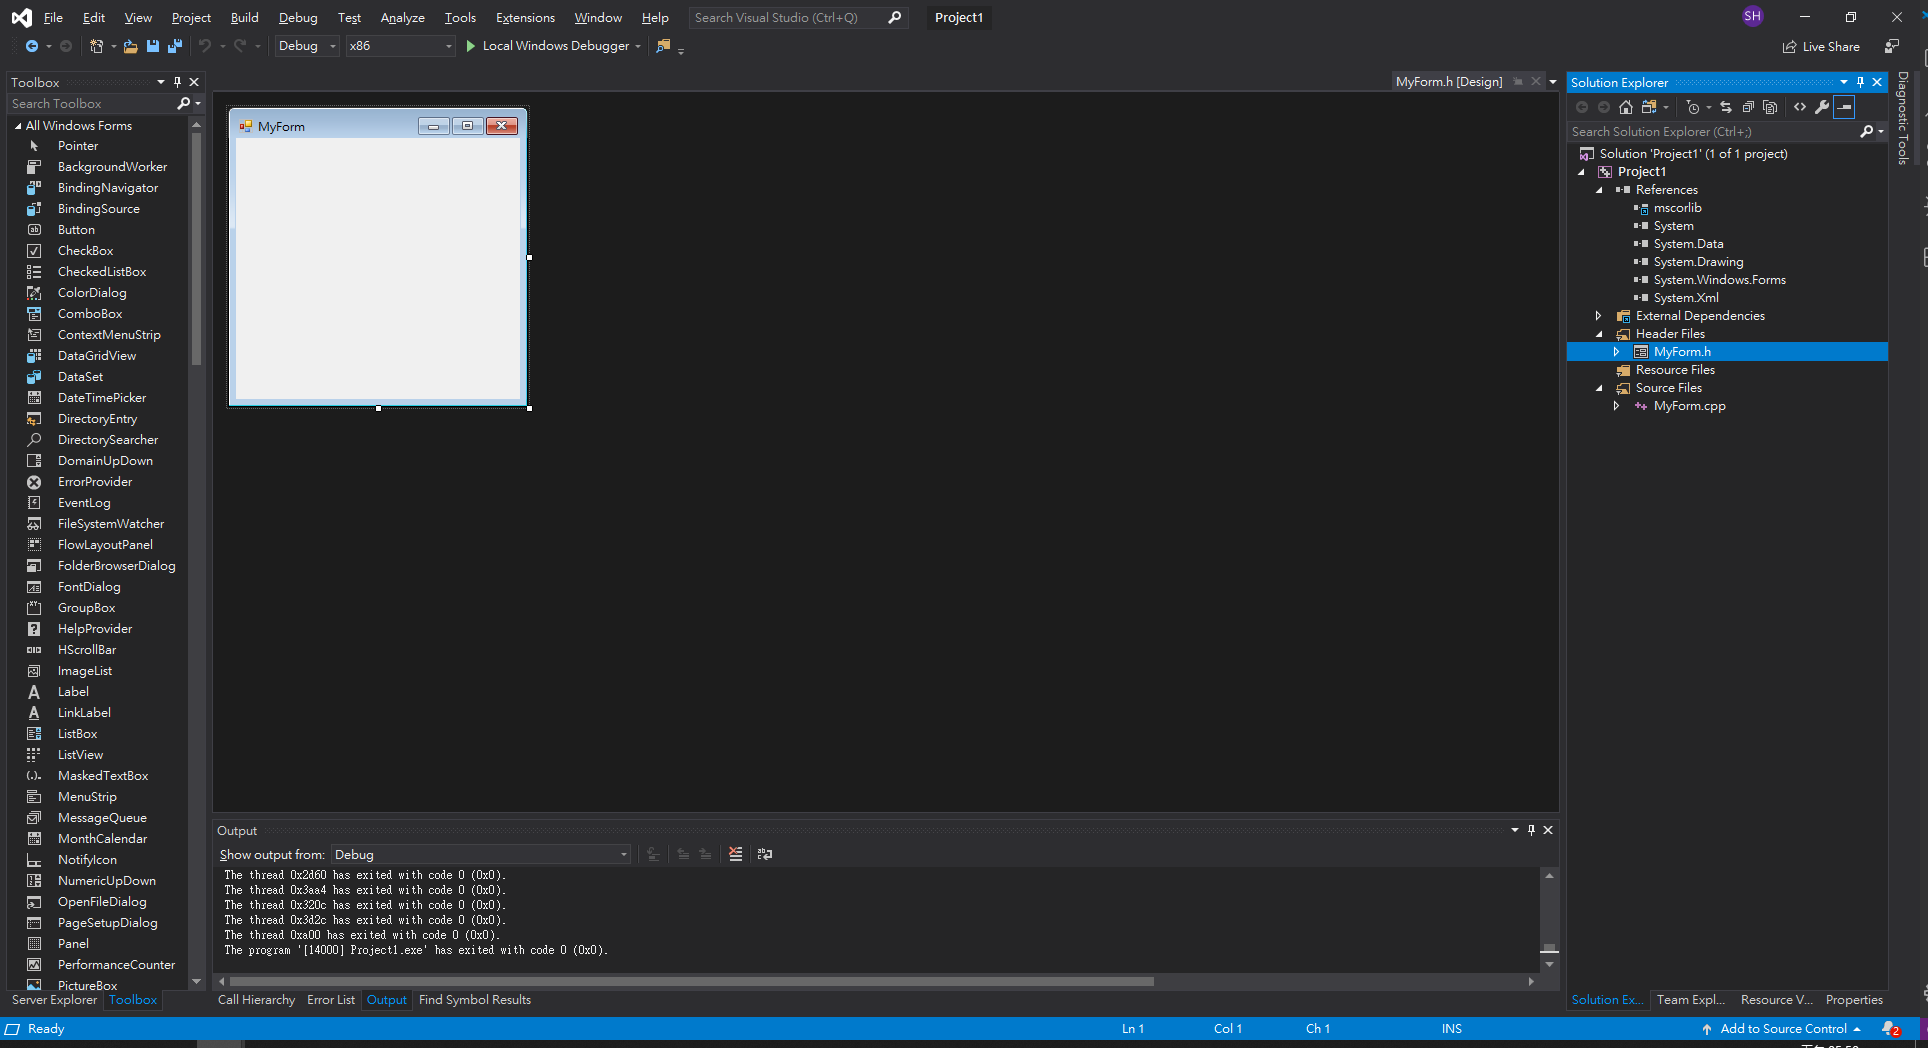 File Edit View Project Build Debug Test Analyze Tools Extensions Window Help Search Visual Studio (Ctrl+Q) Project1 SH
Debug x86 Local Windows Debugger Live Share
Toolbox
Search Toolbox
All Windows Forms
Pointer
BackgroundWorker
BindingNavigator
BindingSource
Button
CheckBox
CheckedListBox
ColorDialog
ComboBox
ContextMenuStrip
DataGridView
DataSet
DateTimePicker
DirectoryEntry
DirectorySearcher
DomainUpDown
ErrorProvider
EventLog
FileSystemWatcher
FlowLayoutPanel
FolderBrowserDialog
FontDialog
GroupBox
HelpProvider
HScrollBar
ImageList
Label
LinkLabel
ListBox
ListView
MaskedTextBox
MenuStrip
MessageQueue
MonthCalendar
NotifyIcon
NumericUpDown
OpenFileDialog
PageSetupDialog
Panel
PerformanceCounter
PictureBox
Server Explorer Toolbox
MyForm.h [Design]
MyForm
Output
Show output from: Debug
The thread 0x2d60 has exited with code 0 (0x0).
The thread 0x3aa4 has exited with code 0 (0x0).
The thread 0x320c has exited with code 0 (0x0).
The thread 0x3d2c has exited with code 0 (0x0).
The thread 0xa00 has exited with code 0 (0x0).
The program '[14000] Project1.exe' has exited with code 0 (0x0).
Call Hierarchy Error List Output Find Symbol Results
Solution Explorer
Search Solution Explorer (Ctrl+;)
Solution 'Project1' (1 of 1 project)
Project1
References
mscorlib
System
System.Data
System.Drawing
System.Windows.Forms
System.Xml
External Dependencies
Header Files
MyForm.h
Resource Files
Source Files
MyForm.cpp
Solution Ex... Team Expl... Resource V... Properties
Diagnostic Tools
Ready Ln 1 Col 1 Ch 1 INS Add to Source Control 2